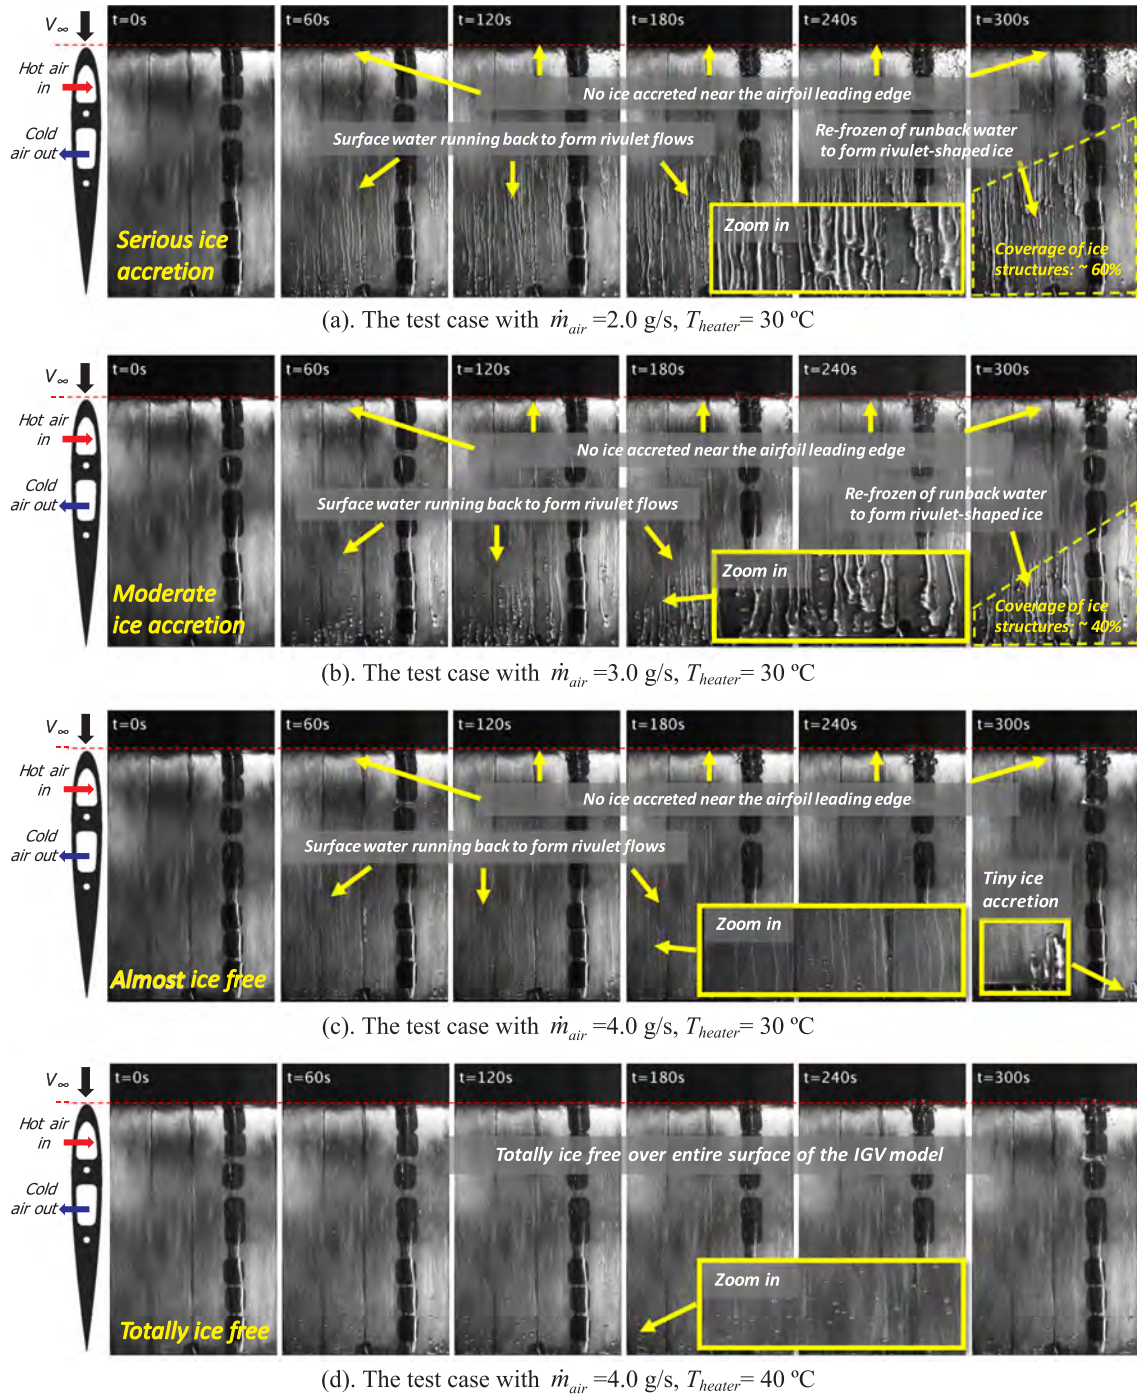 t=0s t=60s t=120s t=180s t=240s t=300s
V∞
Hot air
in
No ice accreted near the airfoil leading edge
Cold
air out
Surface water running back to form rivulet flows
Re-frozen of runback water
to form rivulet-shaped ice
Zoom in
Serious ice
accretion
Coverage of ice
structures: ~ 60%
(a). The test case with ṁair =2.0 g/s, Theater= 30 ºC
t=0s t=60s t=120s t=180s t=240s t=300s
V∞
Hot air
in
No ice accreted near the airfoil leading edge
Cold
air out
Surface water running back to form rivulet flows
Re-frozen of runback water
to form rivulet-shaped ice
Zoom in
Moderate
ice accretion
Coverage of ice
structures: ~ 40%
(b). The test case with ṁair =3.0 g/s, Theater= 30 ºC
t=0s t=60s t=120s t=180s t=240s t=300s
V∞
Hot air
in
No ice accreted near the airfoil leading edge
Cold
air out
Surface water running back to form rivulet flows
Tiny ice
accretion
Zoom in
Almost ice free
(c). The test case with ṁair =4.0 g/s, Theater= 30 ºC
t=0s t=60s t=120s t=180s t=240s t=300s
V∞
Hot air
in
Totally ice free over entire surface of the IGV model
Cold
air out
Zoom in
Totally ice free
(d). The test case with ṁair =4.0 g/s, Theater= 40 ºC